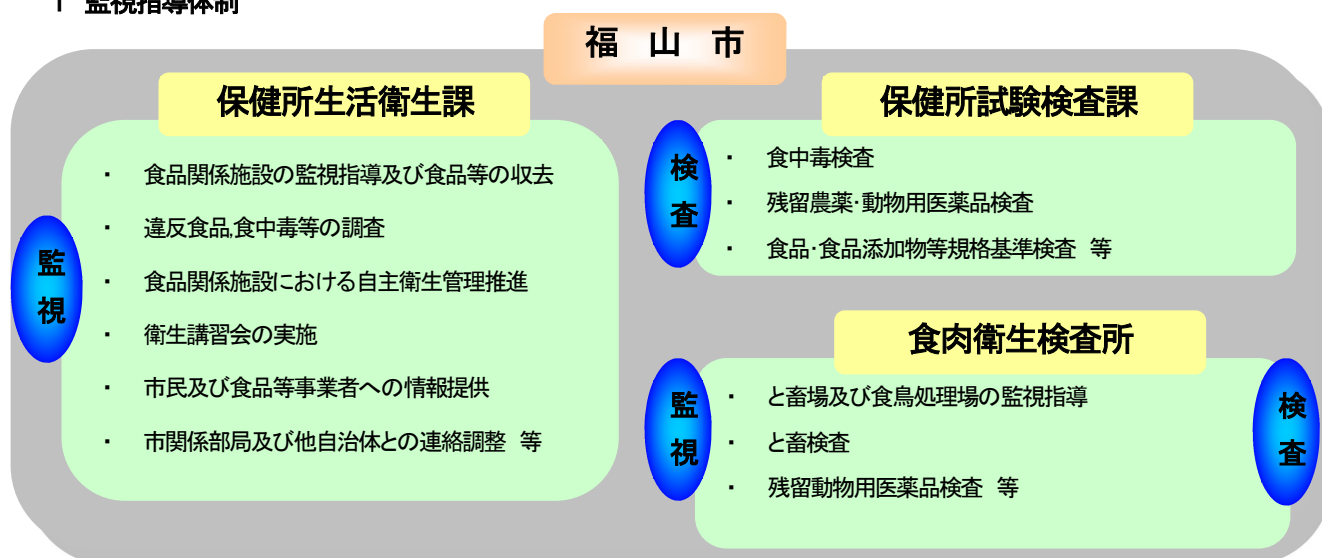 1 監視指導体制
福 山 市
保健所生活衛生課
監視
・ 食品関係施設の監視指導及び食品等の収去
・ 違反食品,食中毒等の調査
・ 食品関係施設における自主衛生管理推進
・ 衛生講習会の実施
・ 市民及び食品等事業者への情報提供
・ 市関係部局及び他自治体との連絡調整 等
保健所試験検査課
検査
・ 食中毒検査
・ 残留農薬・動物用医薬品検査
・ 食品・食品添加物等規格基準検査 等
食肉衛生検査所
監視
・ と畜場及び食鳥処理場の監視指導
・ と畜検査
・ 残留動物用医薬品検査 等
検査